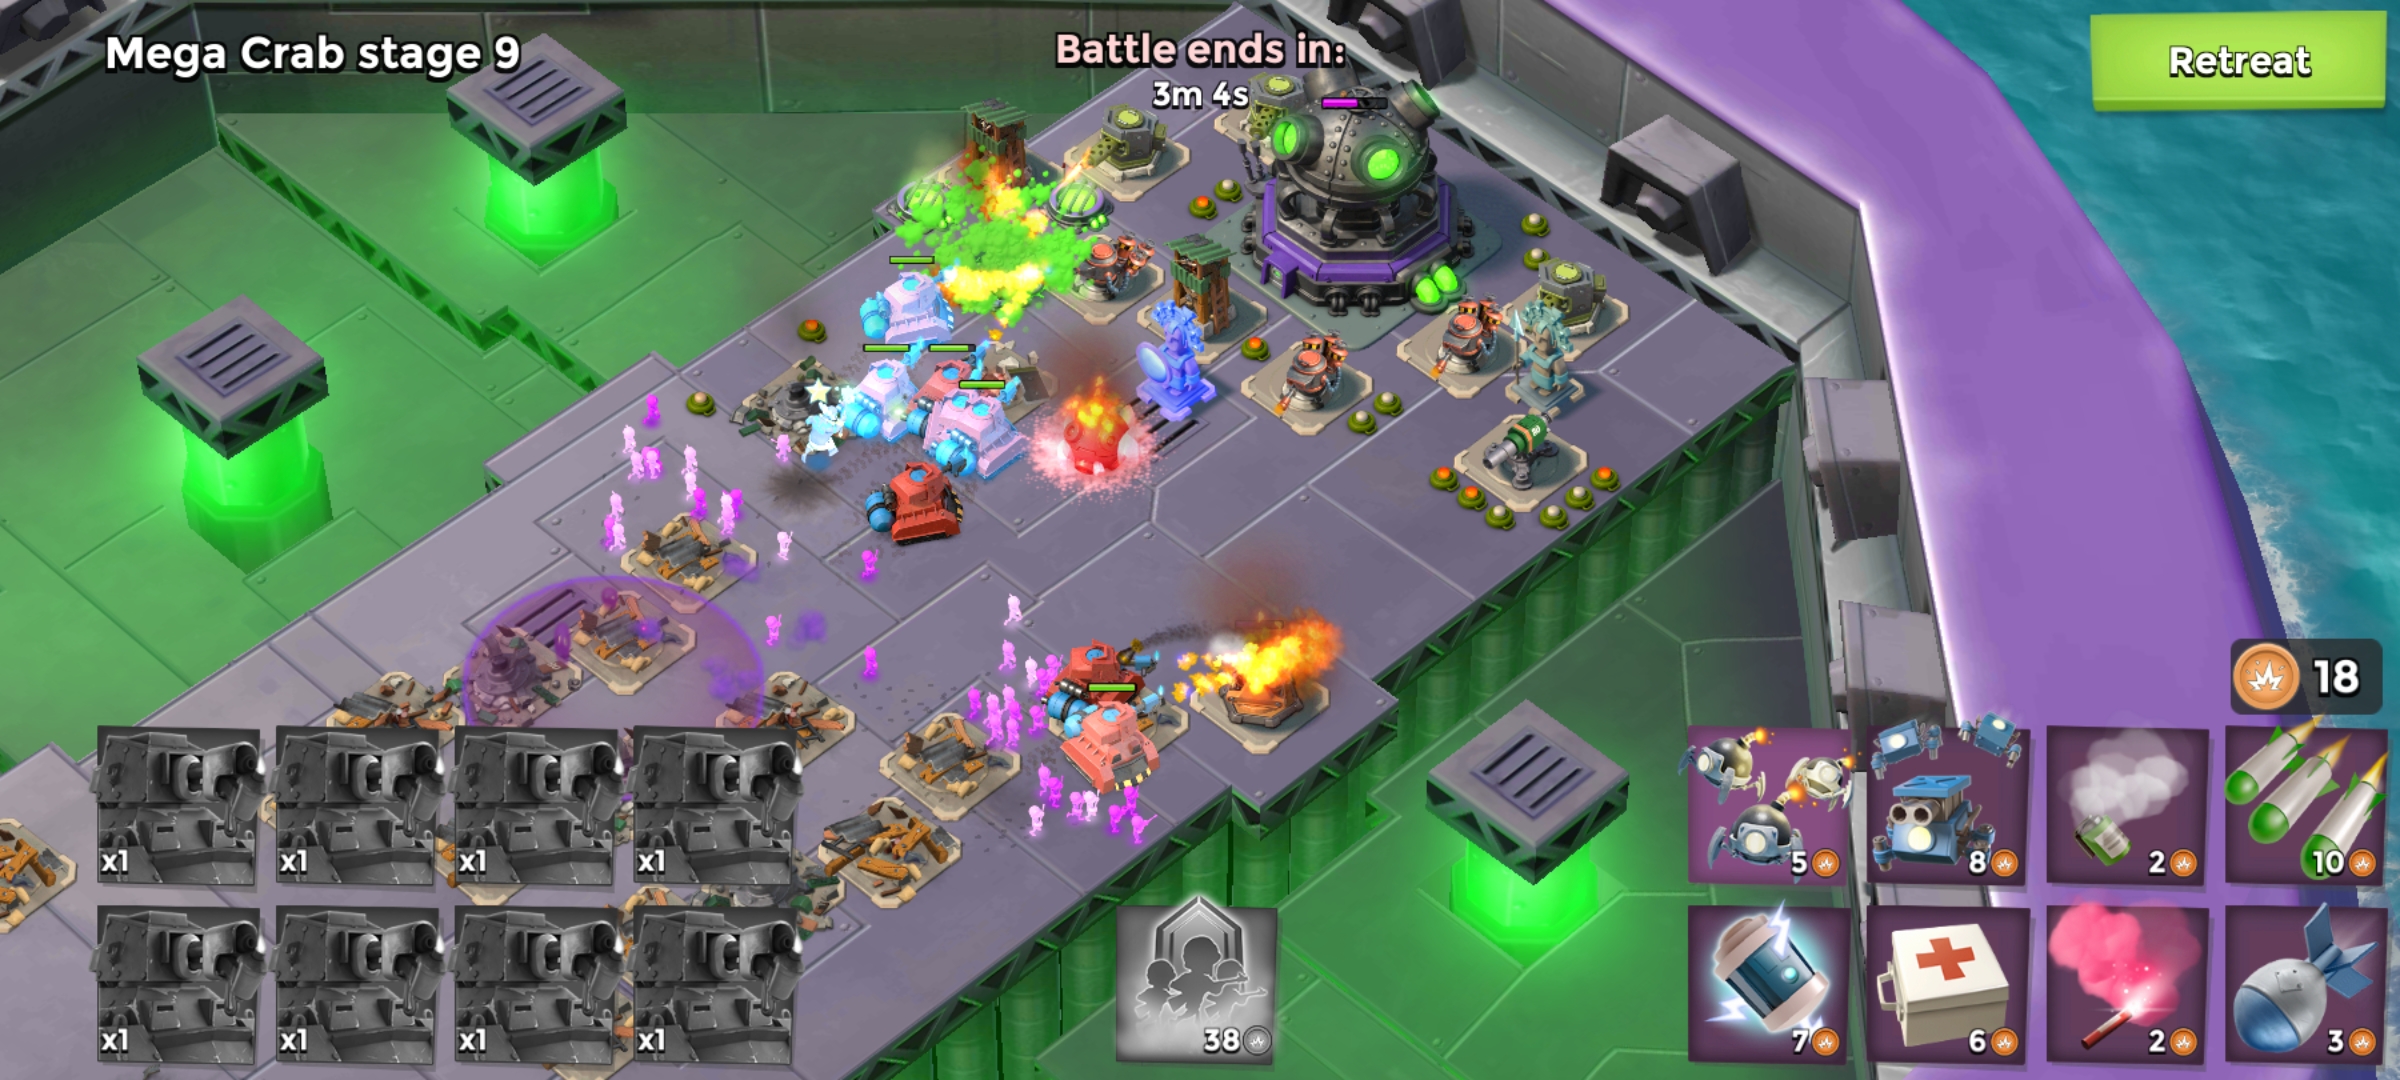 Mega Crab stage 9
Battle ends in:
3m 4s
Retreat
18
x1 x1 x1 x1
5 8 2 10
x1 x1 x1 x1
38
7 6 2 3